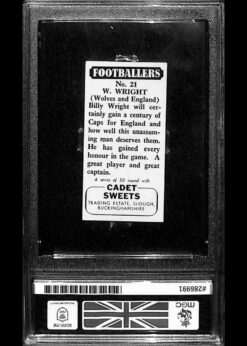 FOOTBALLERS
No. 21
W. WRIGHT
(Wolves and England)
Billy Wright will cer-
tainly gain a century of
Caps for England and
how well this unassum-
ing man deserves them.
He has gained every
honour in the game. A
great player and great
captain.
A series of 50 issued with
CADET
SWEETS
TRADING ESTATE, SLOUGH,
BUCKINGHAMSHIRE
#286991
MGC